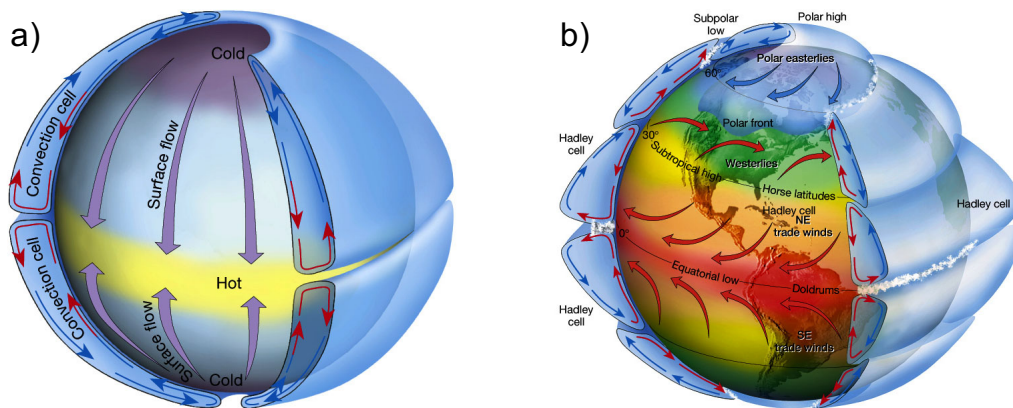 a)
Cold
Convection cell
Surface flow
Hot
Convection cell
Surface flow
Cold
b)
Subpolar
low
Polar high
60°
Polar easterlies
Hadley
cell
30°
Polar front
Subtropical high
Westerlies
Horse latitudes
Hadley cell
NE
trade winds
Hadley cell
0°
Equatorial low
Doldrums
Hadley
cell
SE
trade winds